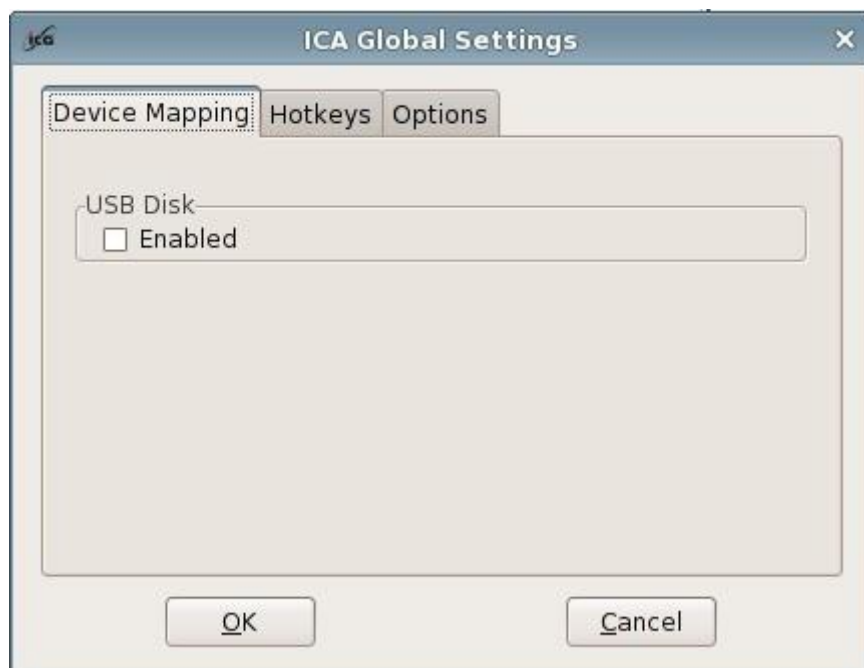 ica
ICA Global Settings
Device Mapping
Hotkeys
Options
USB Disk
Enabled
OK
Cancel